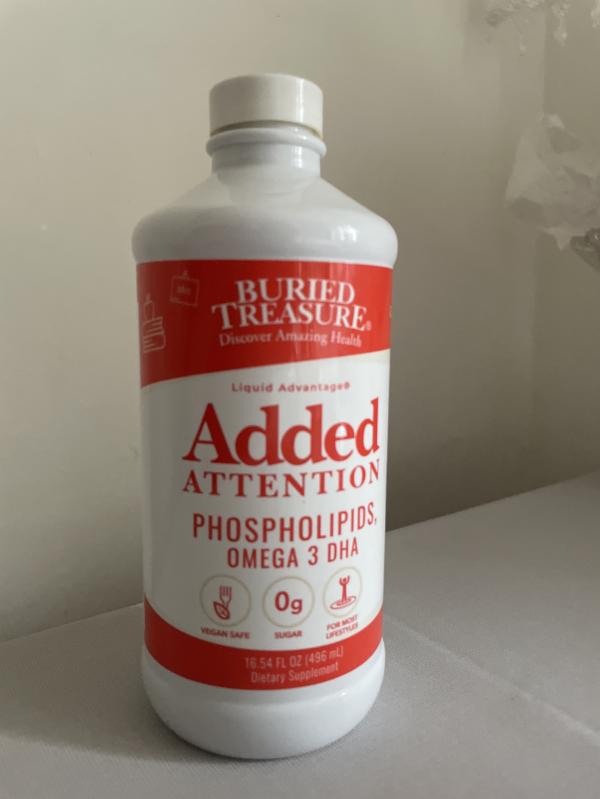 BURIED
TREASURE®
Discover Amazing Health
Liquid Advantage®
Added
ATTENTION
PHOSPHOLIPIDS,
OMEGA 3 DHA
0g
VEGAN SAFE
SUGAR
FOR MOST
LIFESTYLES
16.54 FL OZ (496 mL)
Dietary Supplement